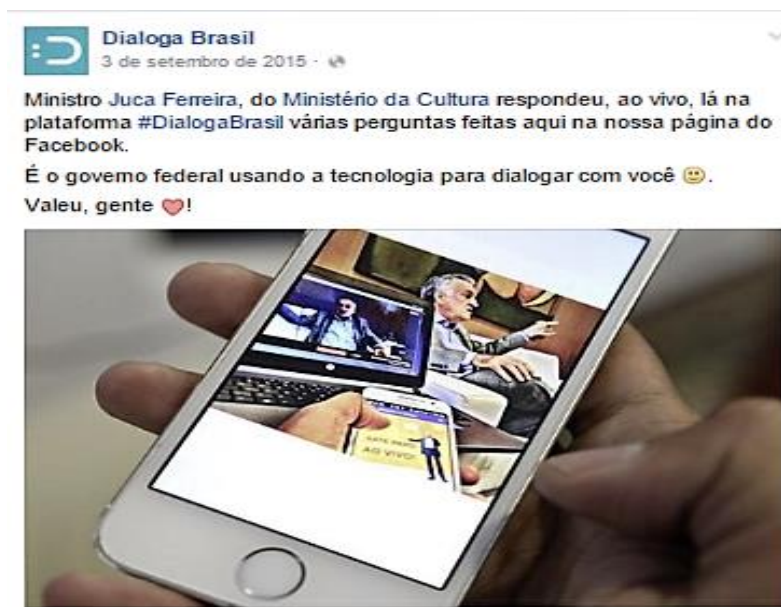 Dialoga Brasil
3 de setembro de 2015 ·
Ministro Juca Ferreira, do Ministério da Cultura respondeu, ao vivo, lá na
plataforma #DialogaBrasil várias perguntas feitas aqui na nossa página do
Facebook.
É o governo federal usando a tecnologia para dialogar com você 🙂.
Valeu, gente ❤️!
BATE PAPO
AO VIVO!